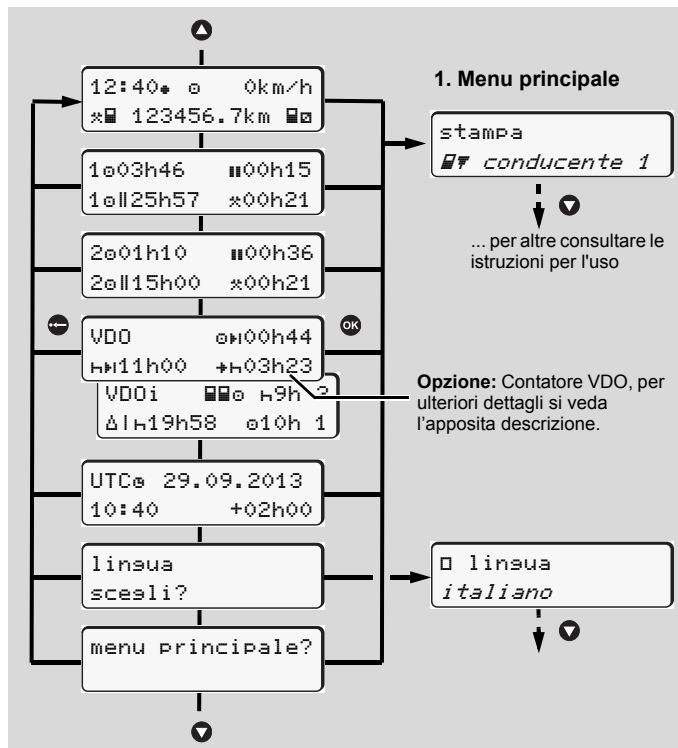 12:40● ⊙ 0km/h
123456.7km
1. Menu principale
stampa
conducente 1
... per altre consultare le
istruzioni per l'uso
1⊙03h46 00h15
1⊙II25h57 00h21
2⊙01h10 00h36
2⊙II15h00 00h21
OK
VDO 00h44
11h00 03h23
VDOi 9h
19h58 ⊙10h 1
Opzione: Contatore VDO, per
ulteriori dettagli si veda
l'apposita descrizione.
UTC 29.09.2013
10:40 +02h00
lingua
scegli?
lingua
italiano
menu principale?